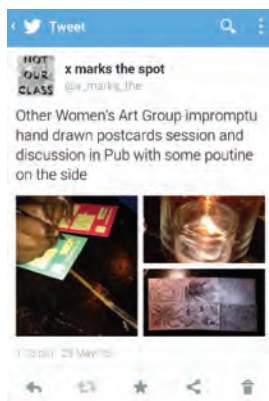 Tweet
NOT
OUR
CLASS
x marks the spot
@x_marks_the
Other Women's Art Group impromptu
hand drawn postcards session and
discussion in Pub with some poutine
on the side